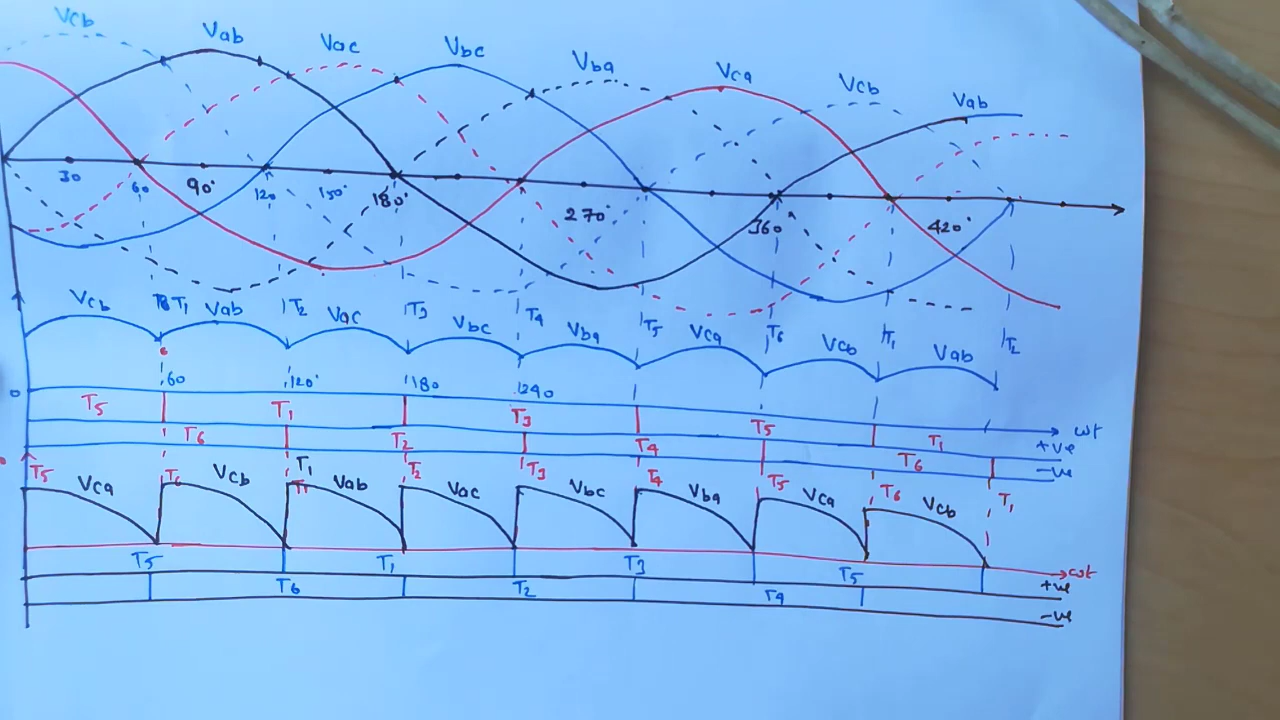 Vcb Vab Vac Vbc Vba Vca Vcb Vab
30 60 90° 120 150° 180° 270° 360 420°
Vcb T1 Vab T2 Vac T3 Vbc T4 Vba T5 Vca T6 Vcb T1 Vab T2
0 60 120° 180 240
T5 T1 T3 T5 T1 ωt
T6 T2 T4 T6 +ve
-ve
T5 T6 T1 T2 T3 T4 T5 T6 T1
Vca Vcb Vab Vac Vbc Vba Vca Vcb
T5 T1 T3 T5 ωt
T6 T2 T4 +ve
-ve